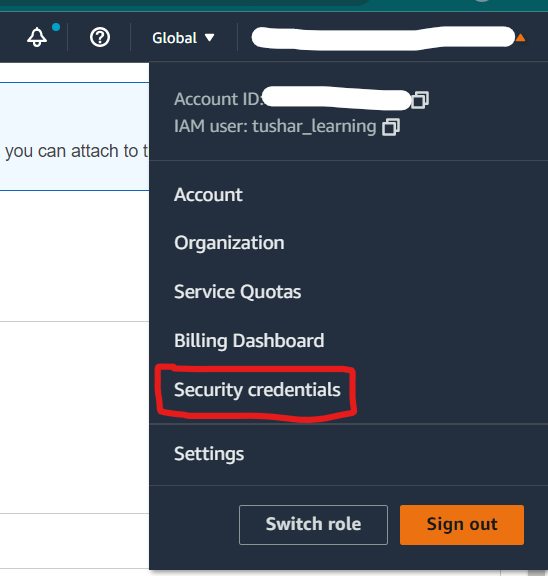 Global
Account ID:
IAM user: tushar_learning
you can attach to t
Account
Organization
Service Quotas
Billing Dashboard
Security credentials
Settings
Switch role
Sign out